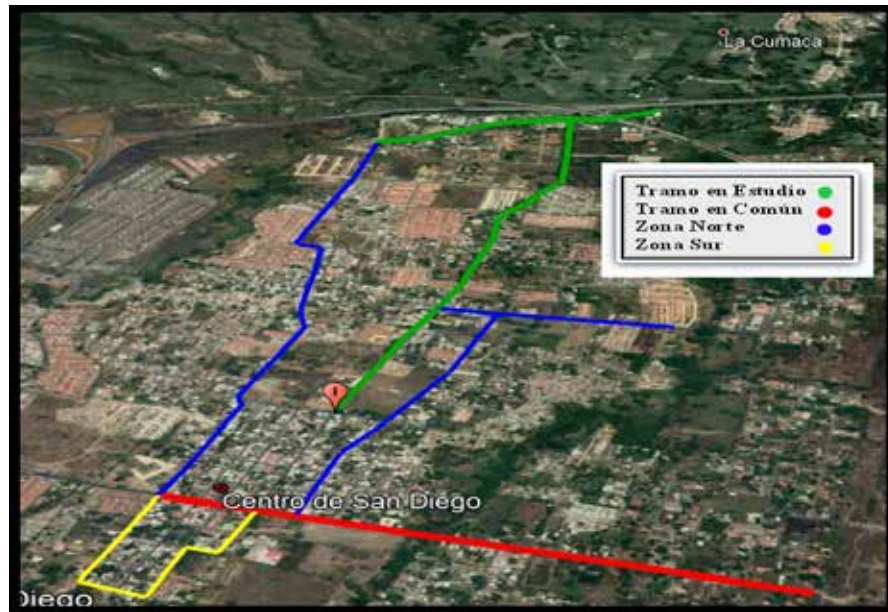 La Cumaca
Tramo en Estudio
Tramo en Común
Zona Norte
Zona Sur
Centro de San Diego
Diego